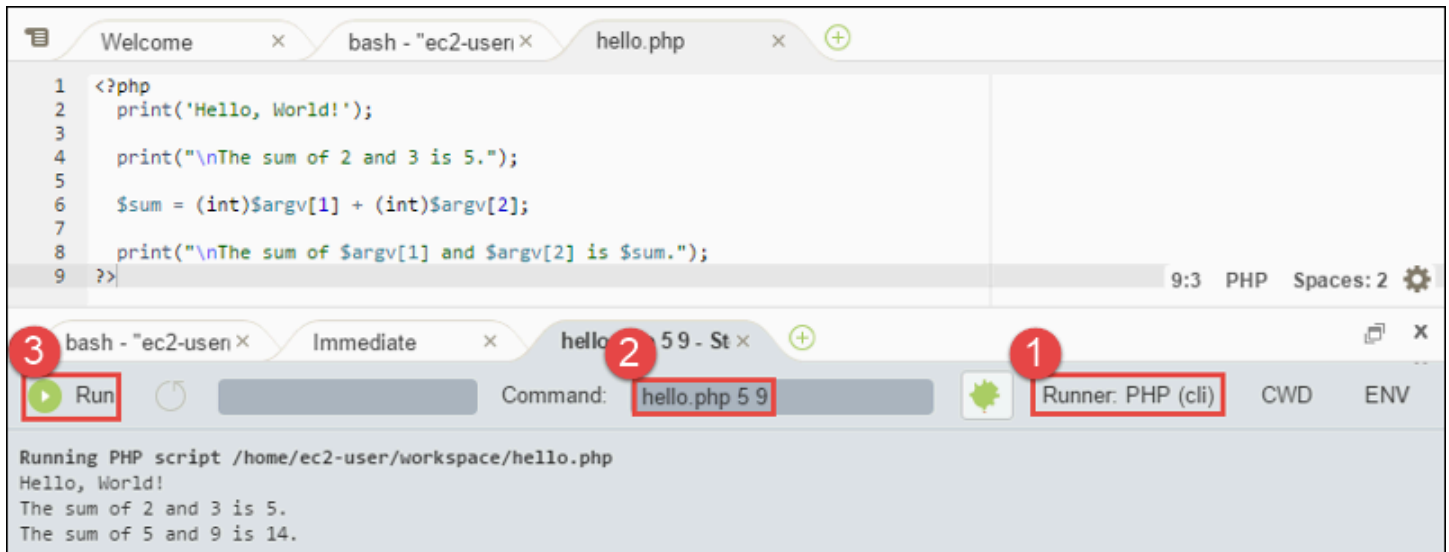 Welcome × bash - "ec2-user × hello.php ×
1 <?php
2   print('Hello, World!');
3
4   print("\nThe sum of 2 and 3 is 5.");
5
6   $sum = (int)$argv[1] + (int)$argv[2];
7
8   print("\nThe sum of $argv[1] and $argv[2] is $sum.");
9 ?>
9:3 PHP Spaces: 2
bash - "ec2-user × Immediate × hello 5 9 - St × x
3 2 1
Run Command: hello.php 5 9 Runner: PHP (cli) CWD ENV
Running PHP script /home/ec2-user/workspace/hello.php
Hello, World!
The sum of 2 and 3 is 5.
The sum of 5 and 9 is 14.